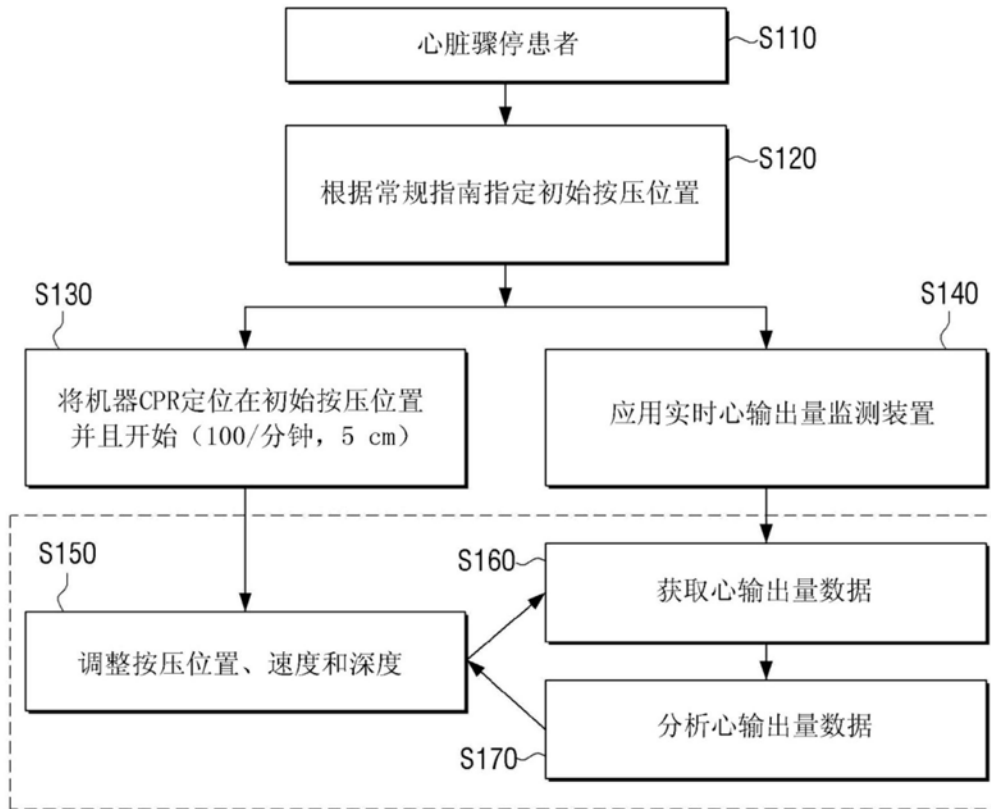 心脏骤停患者
S110
根据常规指南指定初始按压位置
S120
S130
将机器CPR定位在初始按压位置
并且开始（100/分钟，5 cm）
S140
应用实时心输出量监测装置
S150
调整按压位置、速度和深度
S160
获取心输出量数据
分析心输出量数据
S170